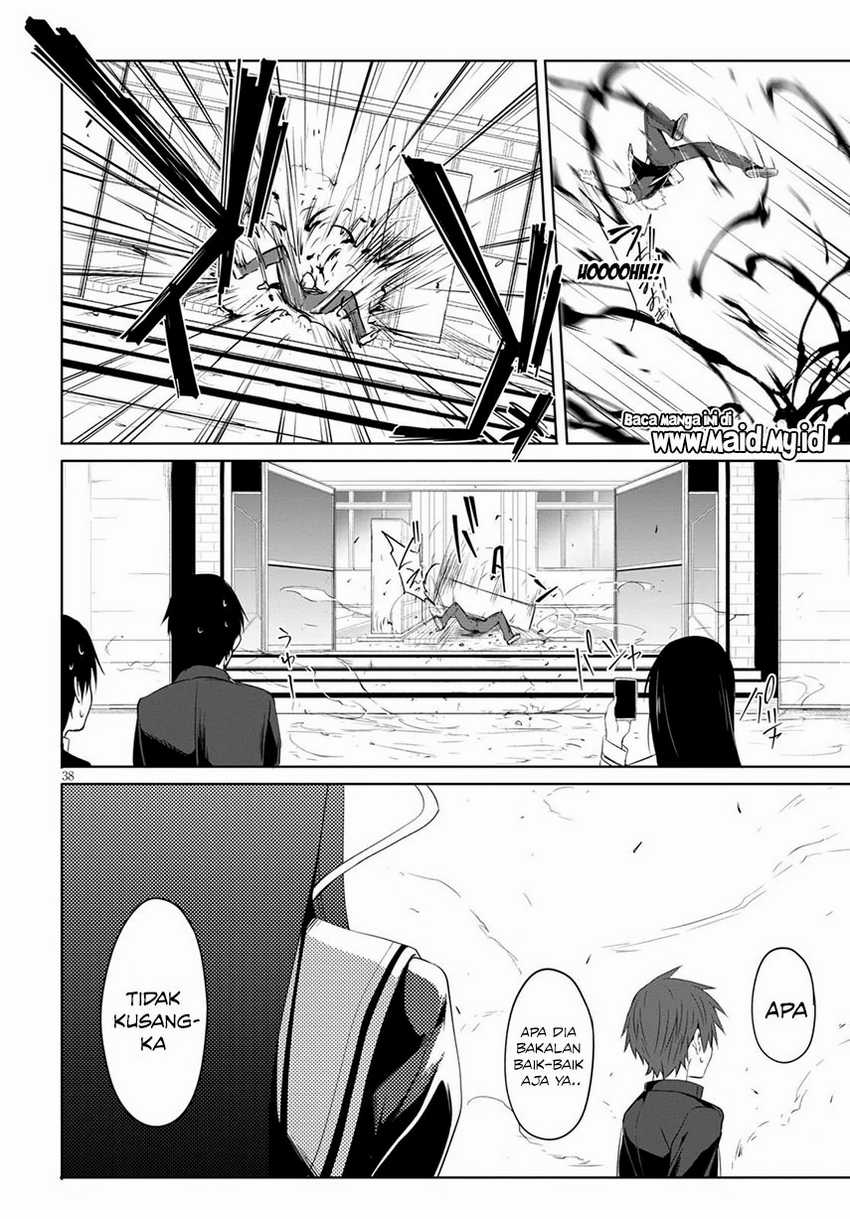 UOOOOHH!!
Baca Manga ini di
www.Maid.My.id
38
APA
APA DIA
BAKALAN
BAIK-BAIK
AJA YA..
TIDAK
KUSANG-
KA